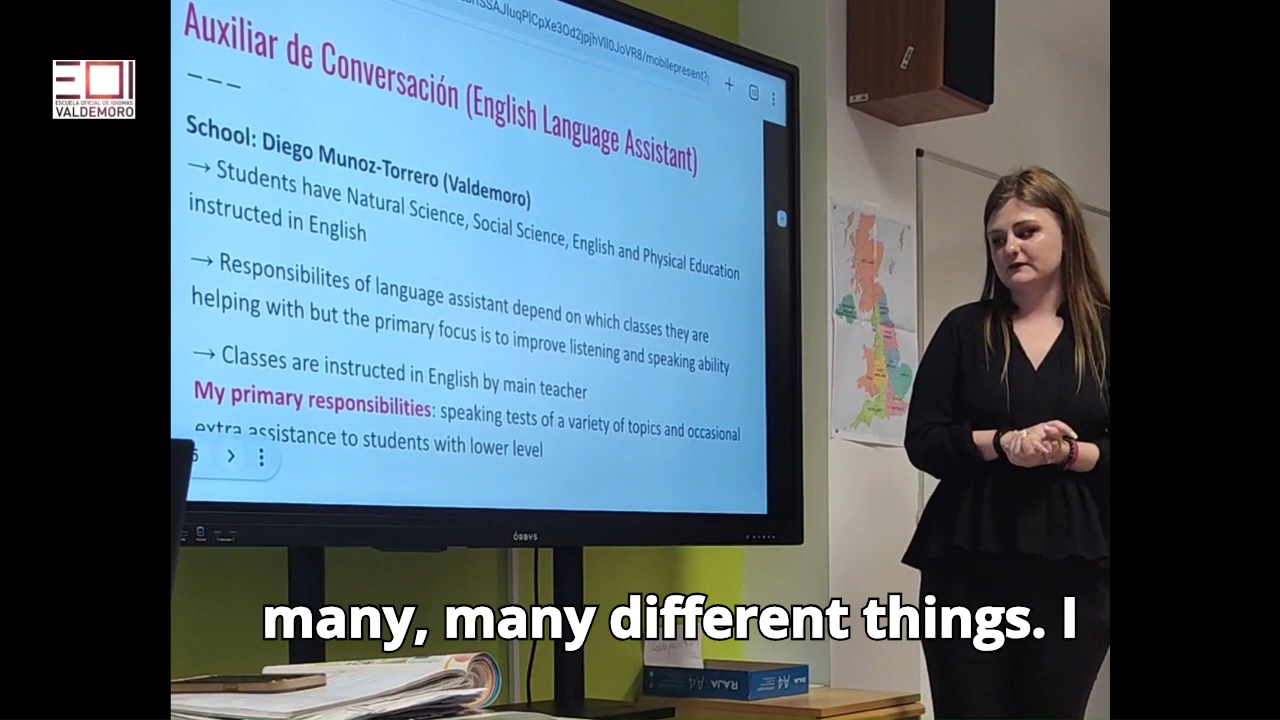 EOI
ESCUELA OFICIAL DE IDIOMAS
VALDEMORO
Auxiliar de Conversación (English Language Assistant)
School: Diego Munoz-Torrero (Valdemoro)
→ Students have Natural Science, Social Science, English and Physical Education
instructed in English
→ Responsibilites of language assistant depend on which classes they are
helping with but the primary focus is to improve listening and speaking ability
→ Classes are instructed in English by main teacher
My primary responsibilities: speaking tests of a variety of topics and occasional
extra assistance to students with lower level
ÓRBYS
many, many different things. I
RAJA A4